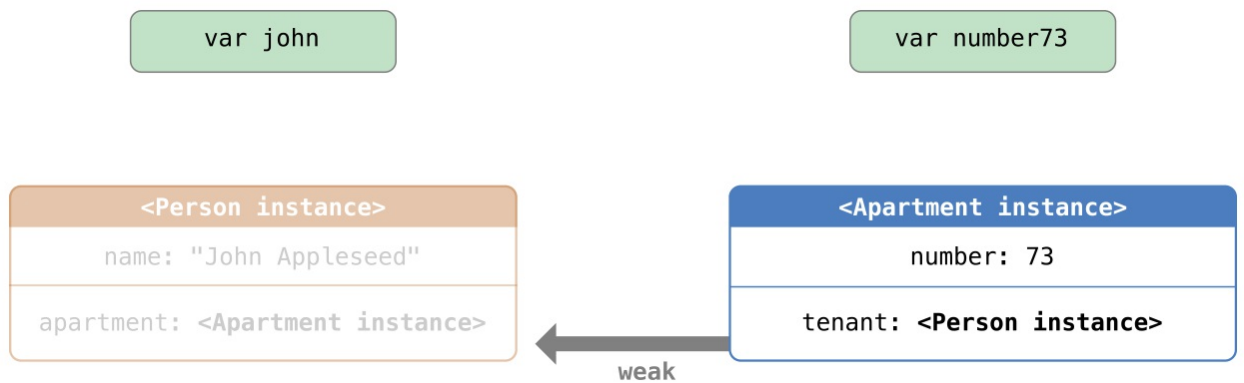 var john
var number73
<Person instance>
name: "John Appleseed"
apartment: <Apartment instance>
<Apartment instance>
number: 73
tenant: <Person instance>
weak